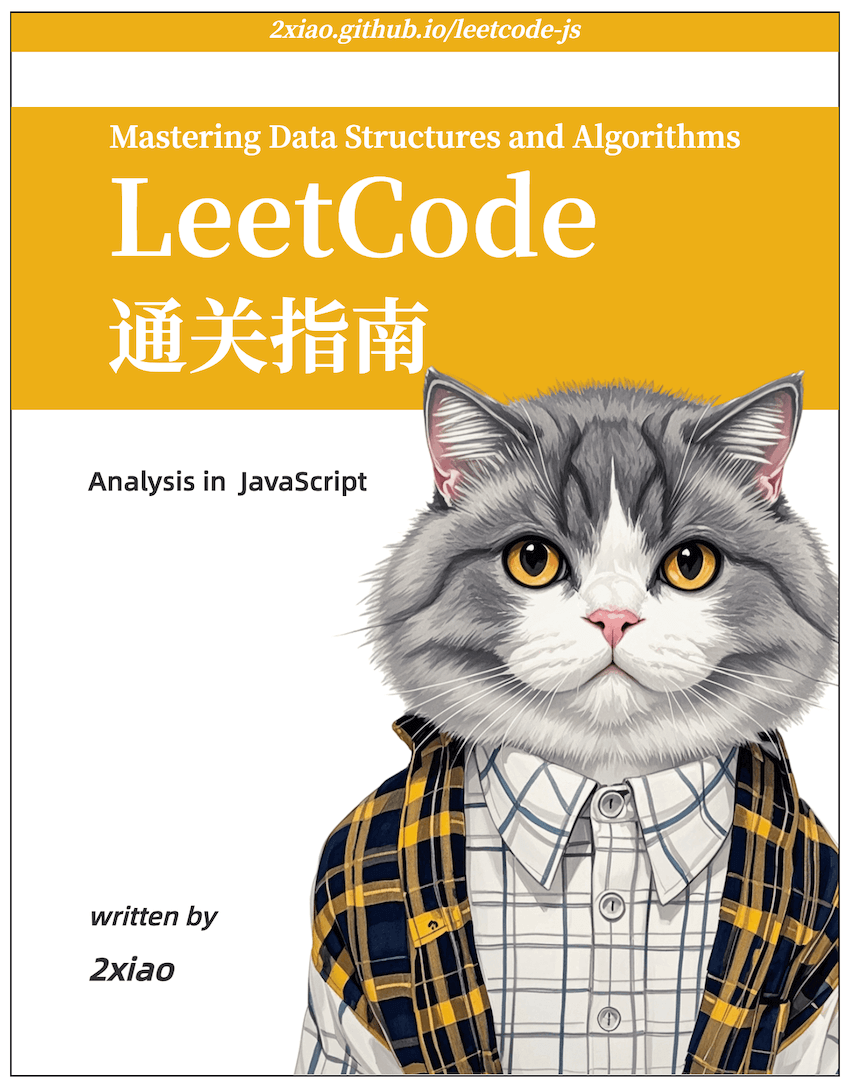 2xiao.github.io/leetcode-js
Mastering Data Structures and Algorithms
LeetCode
通关指南
Analysis in JavaScript
written by
2xiao